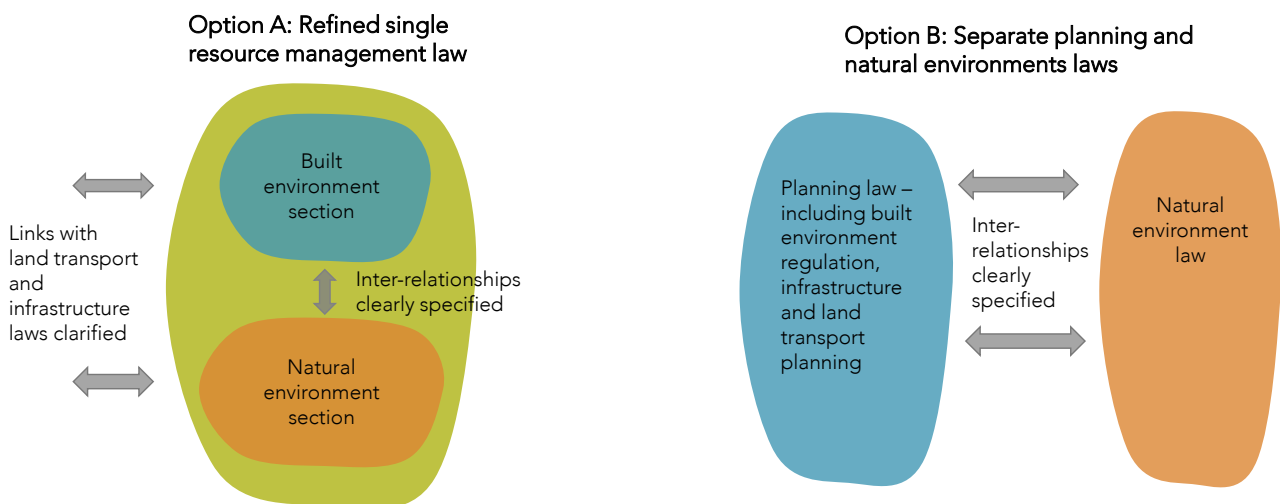 Option A: Refined single
resource management law
Built
environment
section
Links with
land transport
and
infrastructure
laws clarified
Inter-relationships
clearly specified
Natural
environment
section
Option B: Separate planning and
natural environments laws
Planning law –
including built
environment
regulation,
infrastructure
and land
transport
planning
Inter-
relationships
clearly
specified
Natural
environment
law